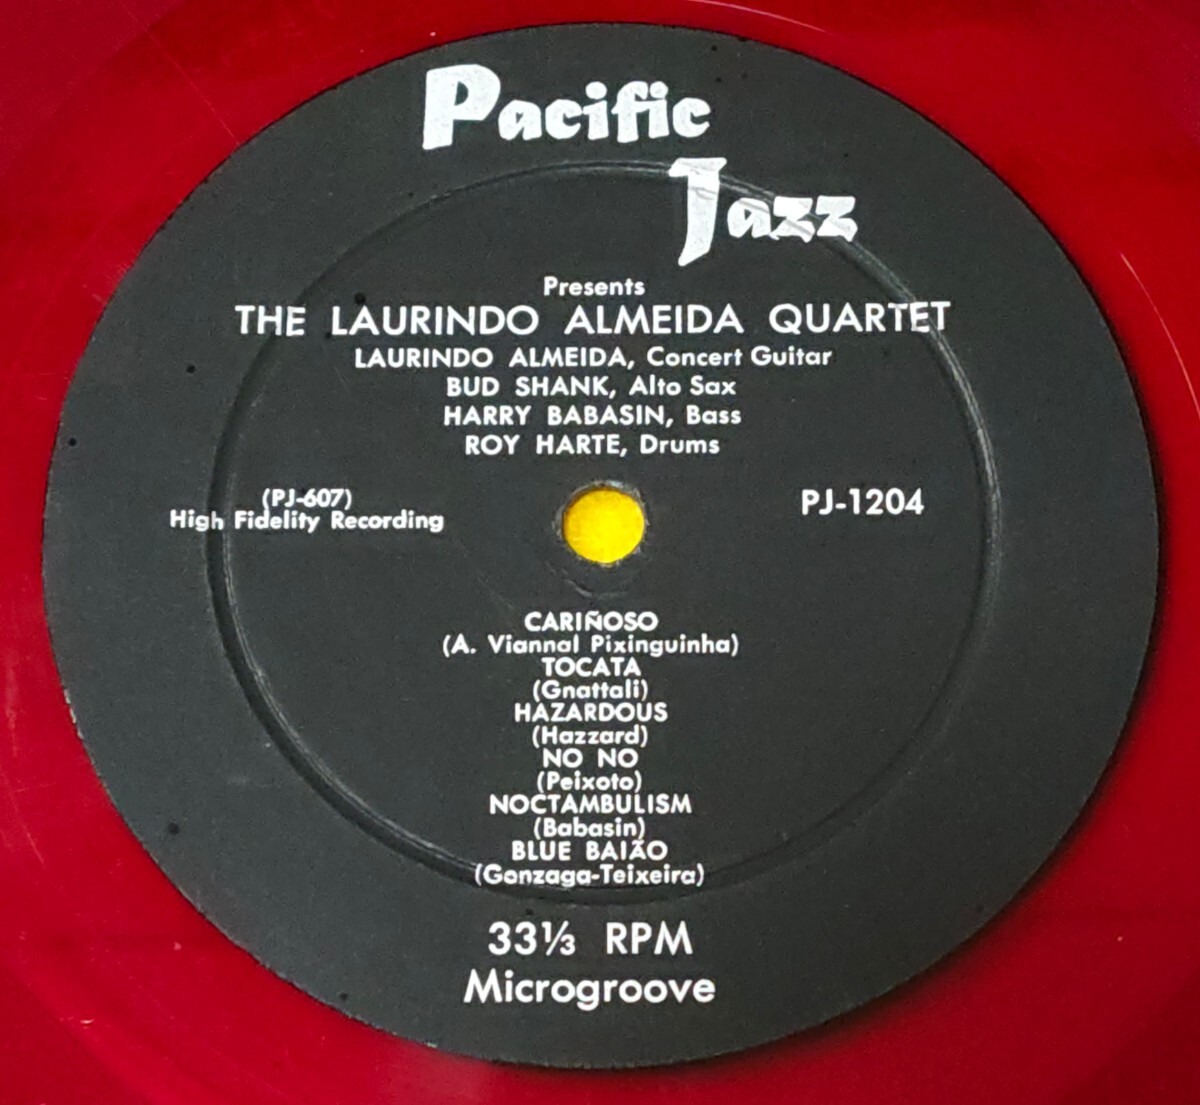 Pacific
Jazz
Presents
THE LAURINDO ALMEIDA QUARTET
LAURINDO ALMEIDA, Concert Guitar
BUD SHANK, Alto Sax
HARRY BABASIN, Bass
ROY HARTE, Drums
(PJ-607)
High Fidelity Recording
PJ-1204
CARIÑOSO
(A. Viannal Pixinguinha)
TOCATA
(Gnattali)
HAZARDOUS
(Hazzard)
NO NO
(Peixoto)
NOCTAMBULISM
(Babasin)
BLUE BAIÃO
(Gonzaga-Teixeira)
33⅓ RPM
Microgroove